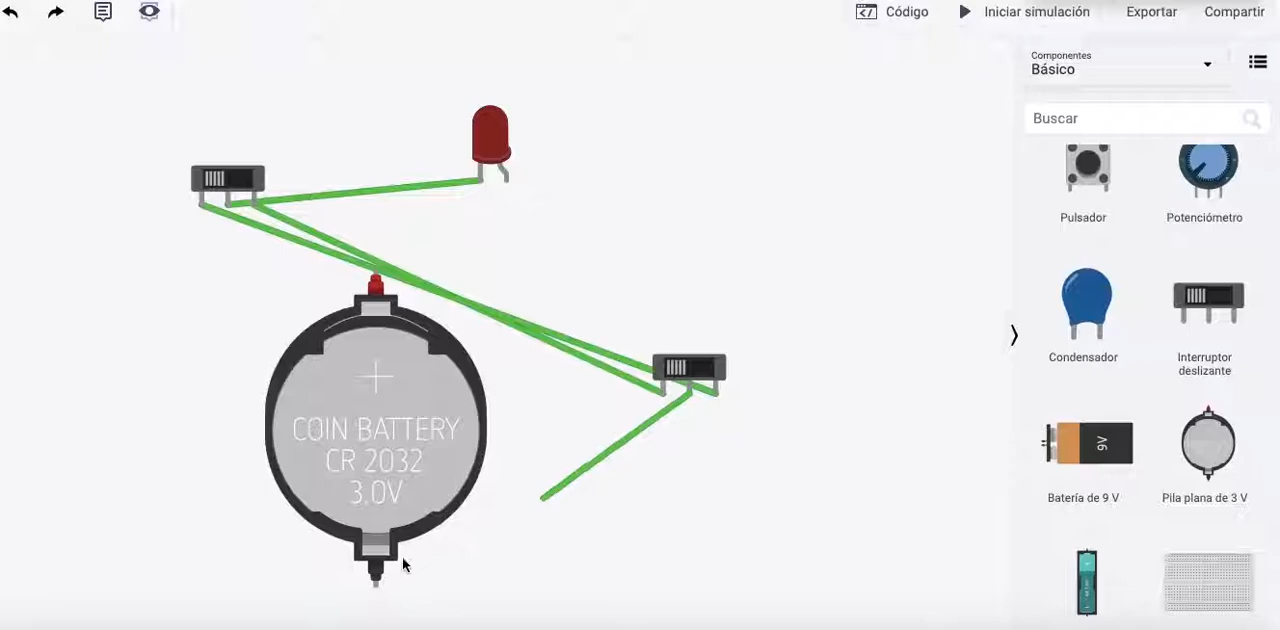 Código
Iniciar simulación
Exportar
Compartir
Componentes
Básico
Buscar
Pulsador
Potenciómetro
Condensador
Interruptor
deslizante
9V
Batería de 9 V
Pila plana de 3 V
COIN BATTERY
CR 2032
3.0V